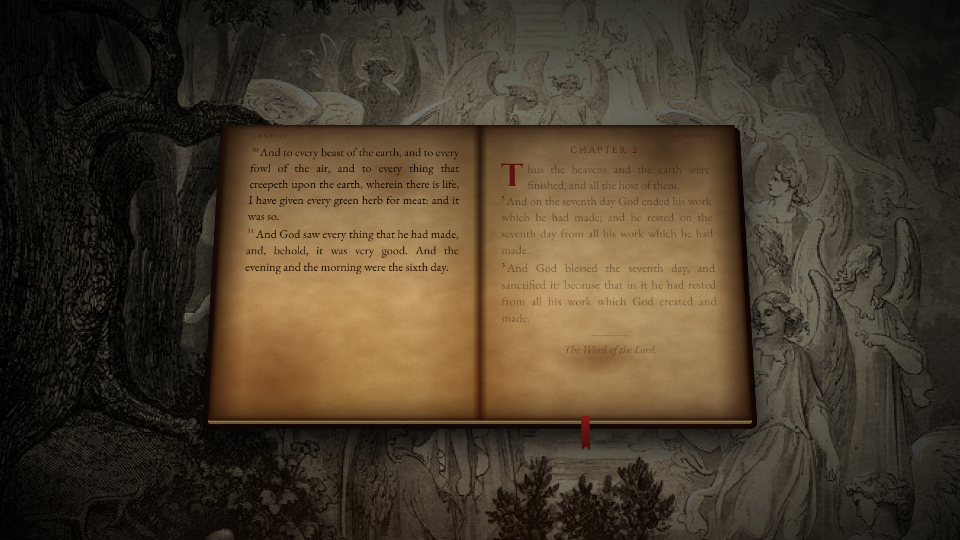 GENESIS
30 And to every beast of the earth, and to every
fowl of the air, and to every thing that
creepeth upon the earth, wherein there is life,
I have given every green herb for meat: and it
was so.
31 And God saw every thing that he had made,
and, behold, it was very good. And the
evening and the morning were the sixth day.
GENESIS
CHAPTER 2
Thus the heavens and the earth were
finished, and all the host of them.
2 And on the seventh day God ended his work
which he had made; and he rested on the
seventh day from all his work which he had
made.
3 And God blessed the seventh day, and
sanctified it: because that in it he had rested
from all his work which God created and
made.
The Word of the Lord.